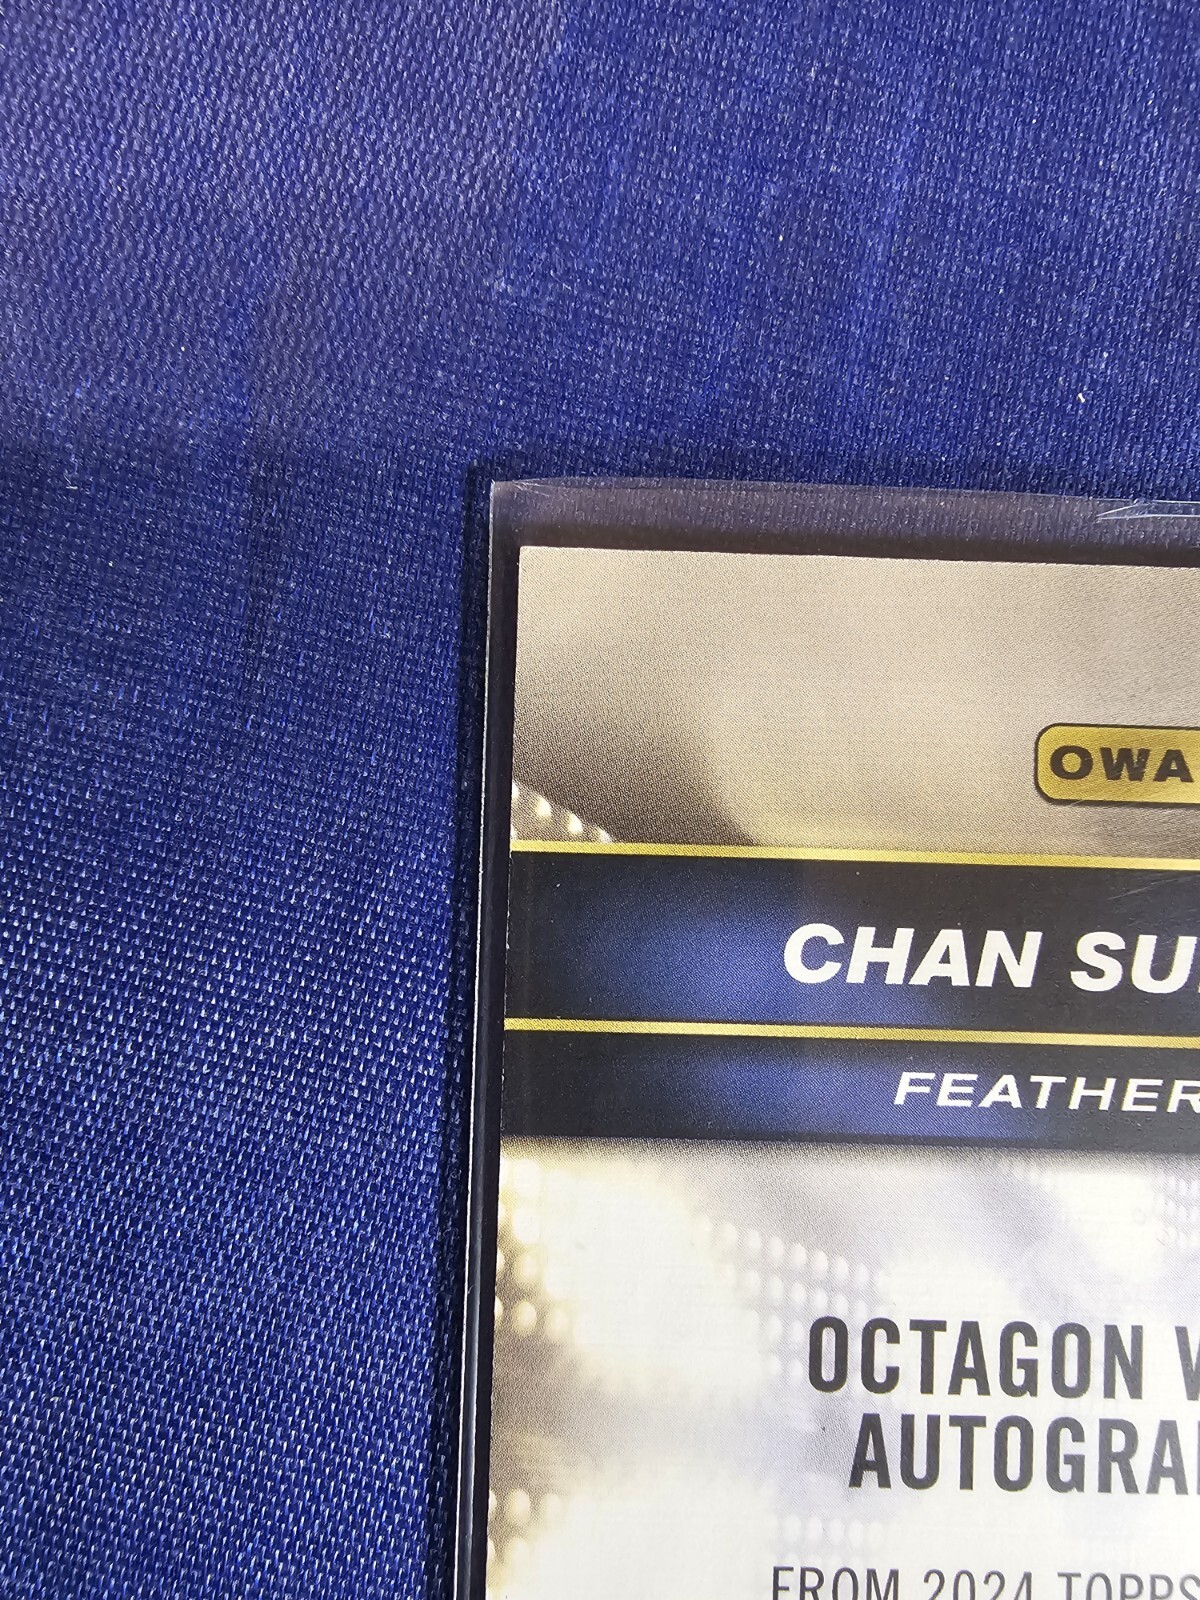 OWA
CHAN SU
FEATHER
OCTAGON
AUTOGRA
FROM 2024 TOPPS